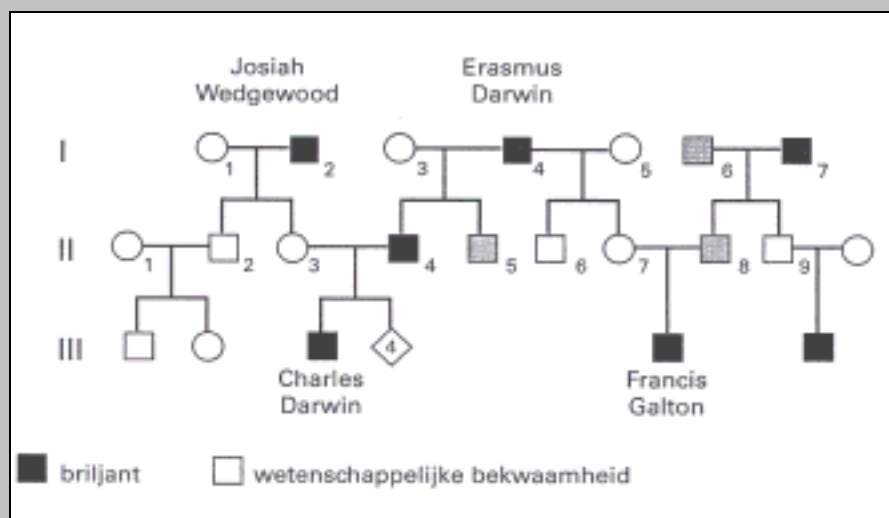 Josiah
Wedgewood
Erasmus
Darwin
I
1 2 3 4 5 6 7
II
1 2 3 4 5 6 7 8 9
III
4
Charles
Darwin
Francis
Galton
briljant
wetenschappelijke bekwaamheid